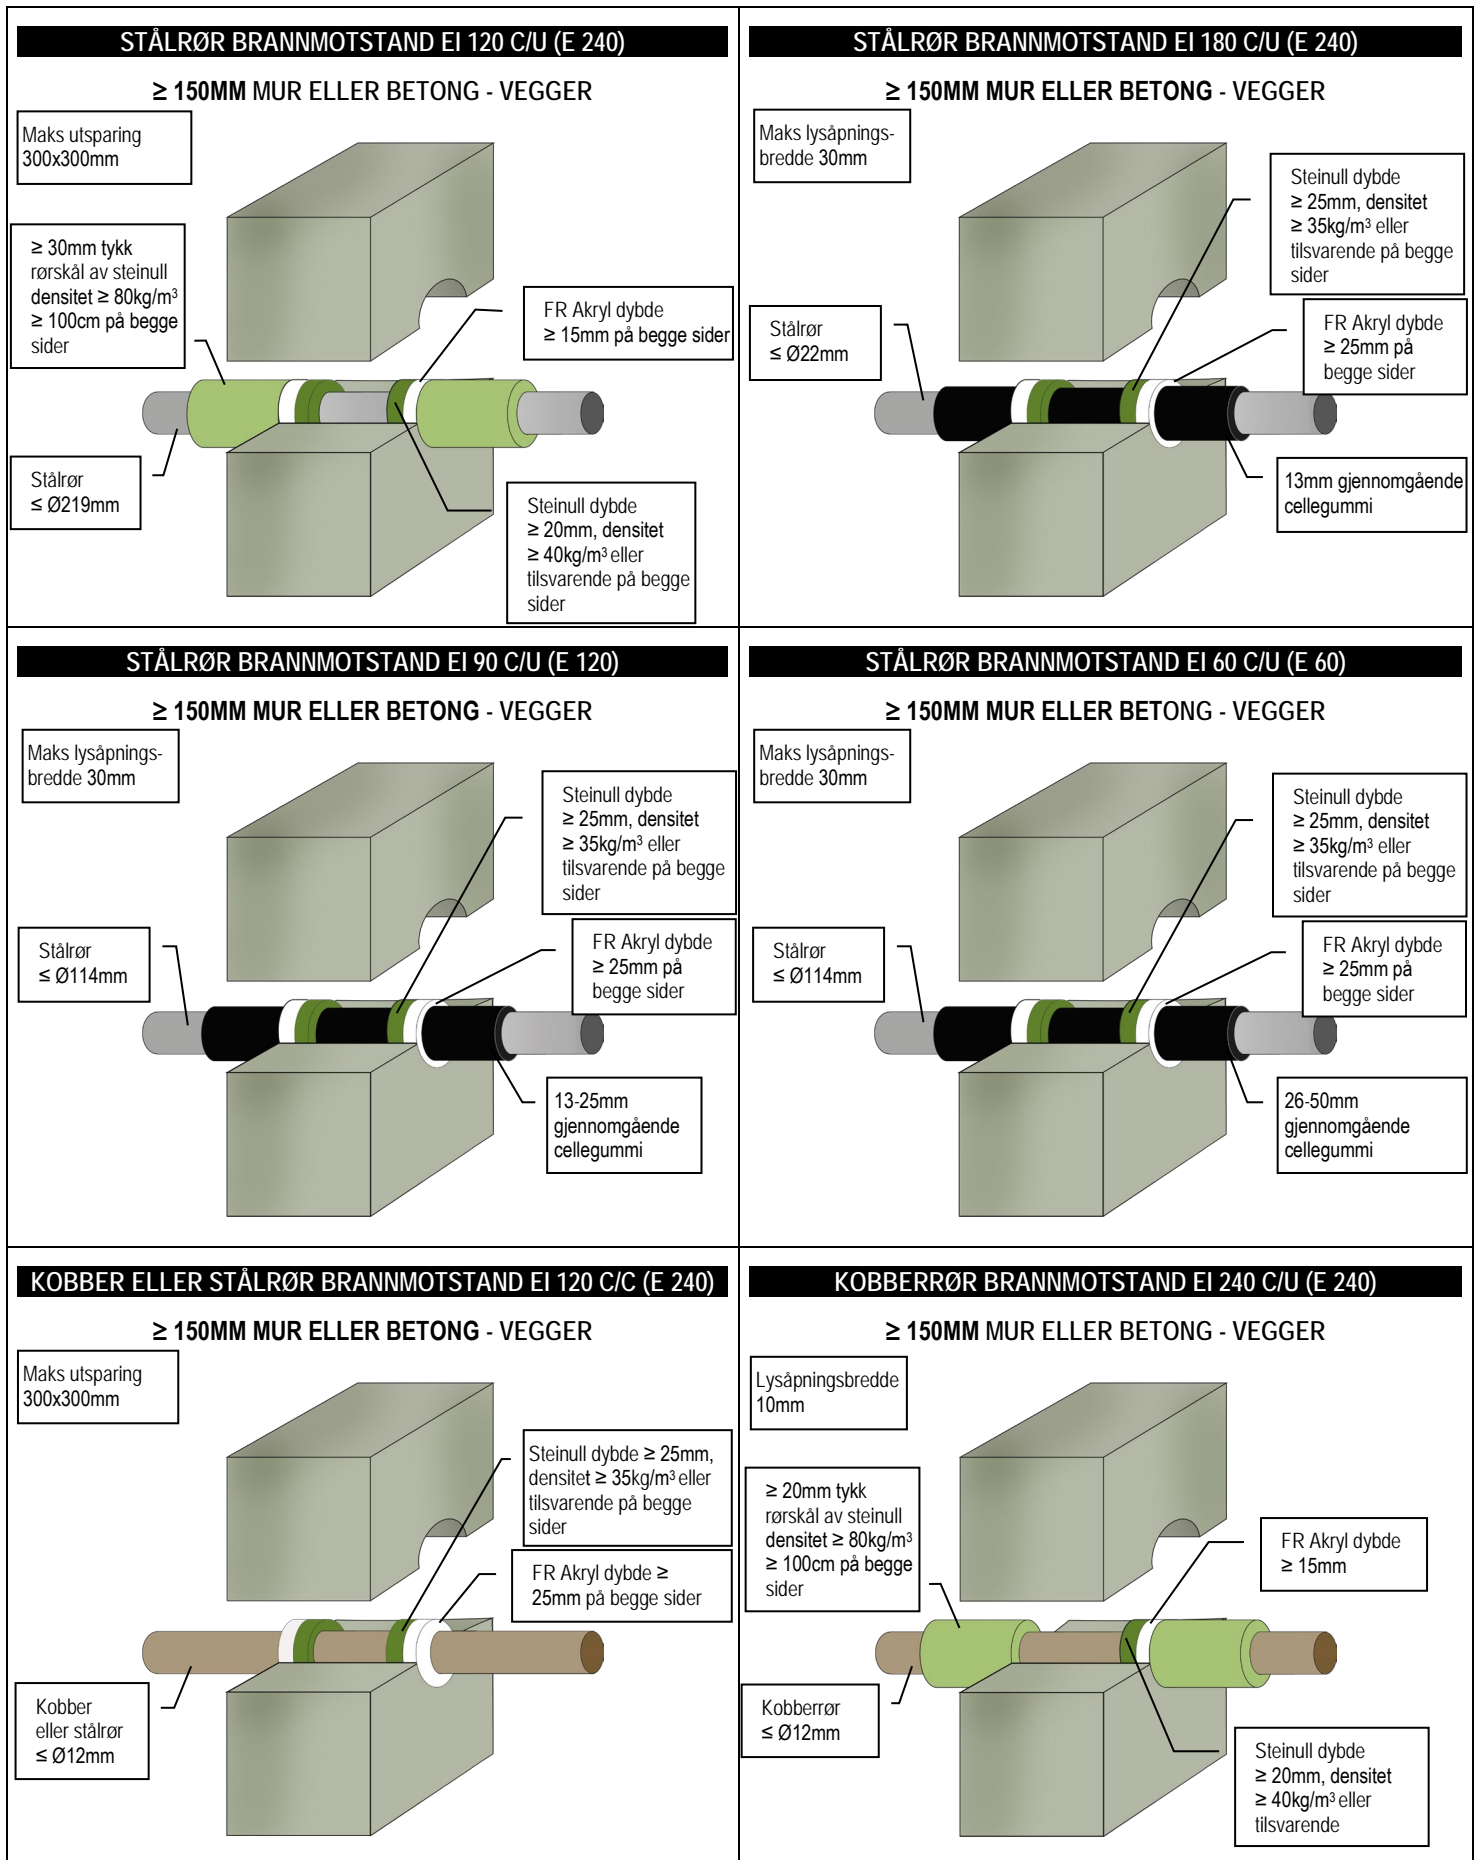 STÅLRØR BRANNMOTSTAND EI 120 C/U (E 240)
≥ 150MM MUR ELLER BETONG - VEGGER
Maks utsparing
300x300mm
≥ 30mm tykk
rørskål av steinull
densitet ≥ 80kg/m³
≥ 100cm på begge
sider
FR Akryl dybde
≥ 15mm på begge sider
Stålrør
≤ Ø219mm
Steinull dybde
≥ 20mm, densitet
≥ 40kg/m³ eller
tilsvarende på begge
sider
STÅLRØR BRANNMOTSTAND EI 180 C/U (E 240)
≥ 150MM MUR ELLER BETONG - VEGGER
Maks lysåpnings-
bredde 30mm
Steinull dybde
≥ 25mm, densitet
≥ 35kg/m³ eller
tilsvarende på begge
sider
Stålrør
≤ Ø22mm
FR Akryl dybde
≥ 25mm på
begge sider
13mm gjennomgående
cellegummi
STÅLRØR BRANNMOTSTAND EI 90 C/U (E 120)
≥ 150MM MUR ELLER BETONG - VEGGER
Maks lysåpnings-
bredde 30mm
Steinull dybde
≥ 25mm, densitet
≥ 35kg/m³ eller
tilsvarende på begge
sider
Stålrør
≤ Ø114mm
FR Akryl dybde
≥ 25mm på
begge sider
13-25mm
gjennomgående
cellegummi
STÅLRØR BRANNMOTSTAND EI 60 C/U (E 60)
≥ 150MM MUR ELLER BETONG - VEGGER
Maks lysåpnings-
bredde 30mm
Steinull dybde
≥ 25mm, densitet
≥ 35kg/m³ eller
tilsvarende på begge
sider
Stålrør
≤ Ø114mm
FR Akryl dybde
≥ 25mm på
begge sider
26-50mm
gjennomgående
cellegummi
KOBBER ELLER STÅLRØR BRANNMOTSTAND EI 120 C/C (E 240)
≥ 150MM MUR ELLER BETONG - VEGGER
Maks utsparing
300x300mm
Steinull dybde ≥ 25mm,
densitet ≥ 35kg/m³ eller
tilsvarende på begge
sider
FR Akryl dybde ≥
25mm på begge sider
Kobber
eller stålrør
≤ Ø12mm
KOBBERRØR BRANNMOTSTAND EI 240 C/U (E 240)
≥ 150MM MUR ELLER BETONG - VEGGER
Lysåpningsbredde
10mm
≥ 20mm tykk
rørskål av steinull
densitet ≥ 80kg/m³
≥ 100cm på begge
sider
FR Akryl dybde
≥ 15mm
Kobberrør
≤ Ø12mm
Steinull dybde
≥ 20mm, densitet
≥ 40kg/m³ eller
tilsvarende